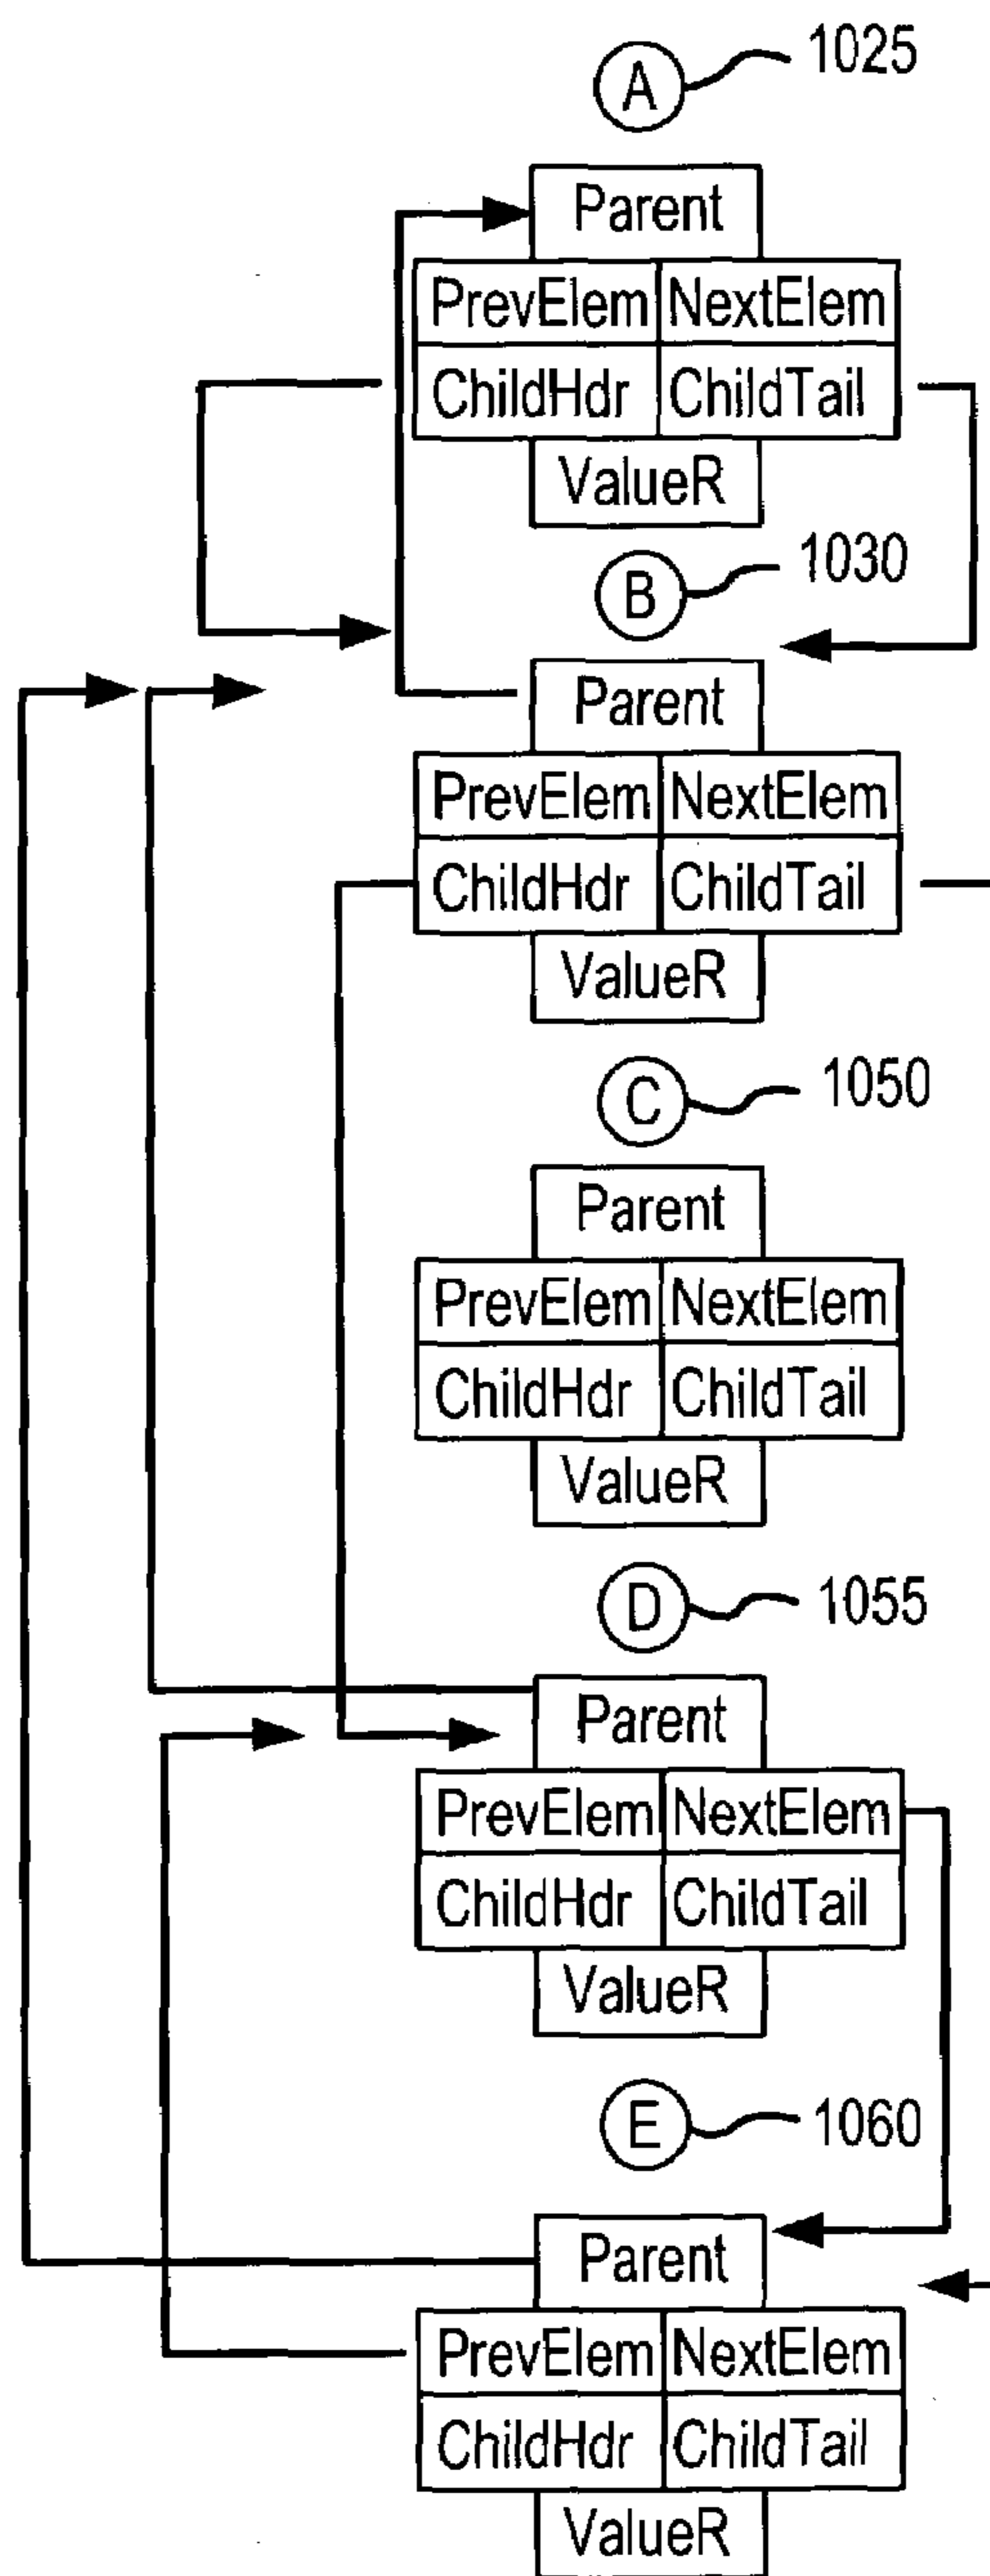 A 1025
Parent
PrevElem NextElem
ChildHdr ChildTail
ValueR
B 1030
Parent
PrevElem NextElem
ChildHdr ChildTail
ValueR
C 1050
Parent
PrevElem NextElem
ChildHdr ChildTail
ValueR
D 1055
Parent
PrevElem NextElem
ChildHdr ChildTail
ValueR
E 1060
Parent
PrevElem NextElem
ChildHdr ChildTail
ValueR